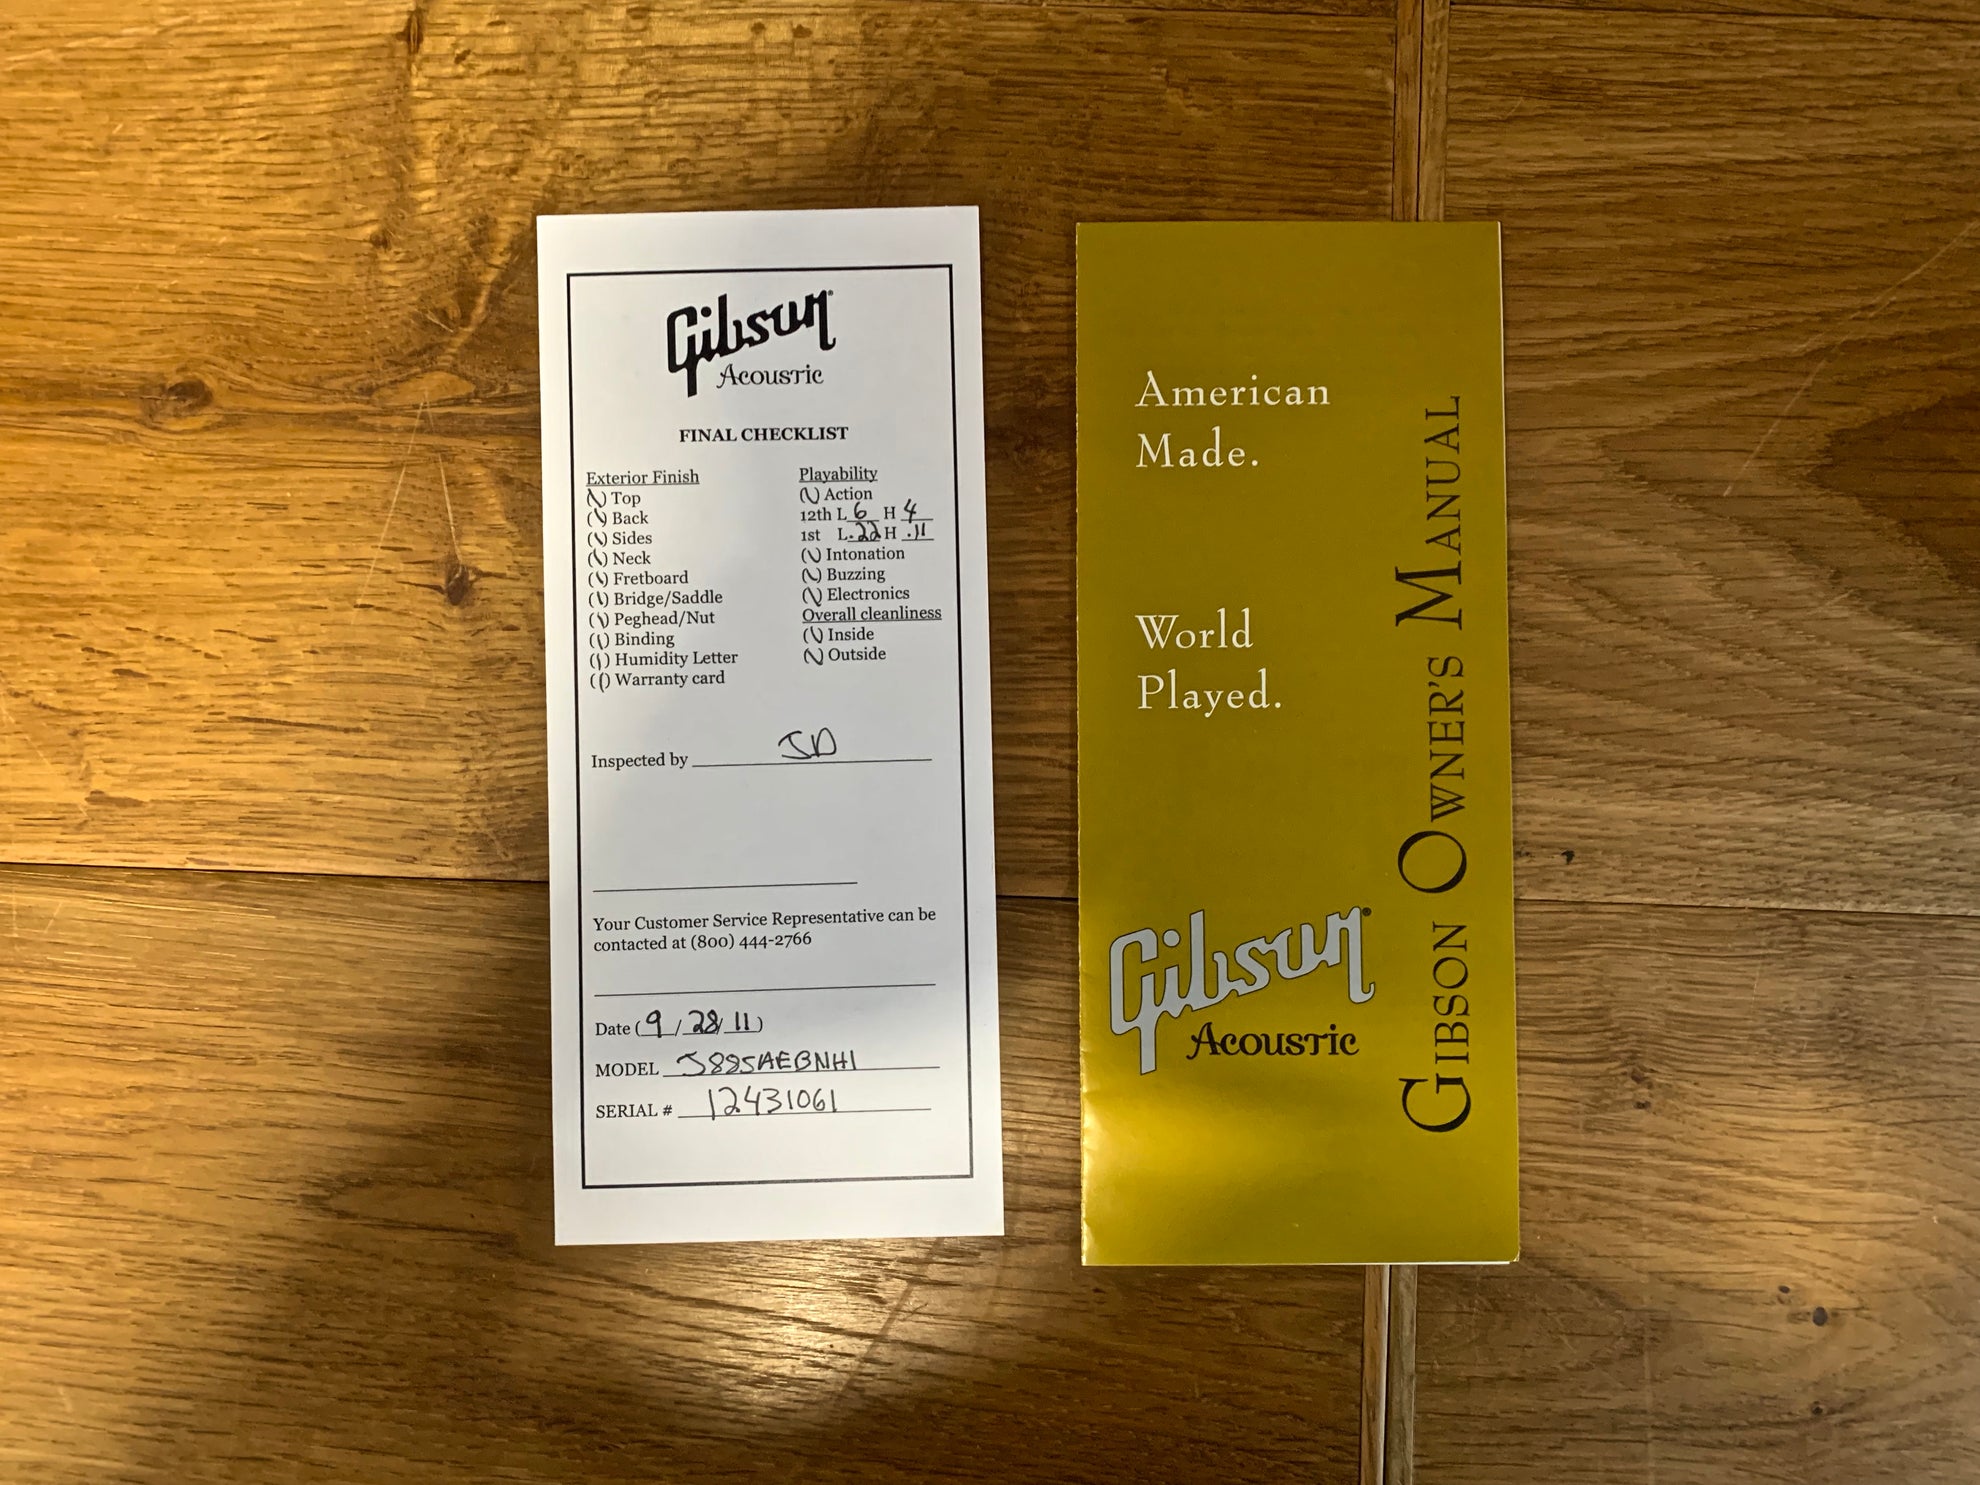 Gibson
Acoustic
FINAL CHECKLIST
Exterior Finish
Top
Back
Sides
Neck
Fretboard
Bridge/Saddle
Peghead/Nut
Binding
Humidity Letter
Warranty card
Playability
Action
12th L 6 H 4
1st L .22 H .11
Intonation
Buzzing
Electronics
Overall cleanliness
Inside
Outside
Inspected by JD
Your Customer Service Representative can be
contacted at (800) 444-2766
Date (9/28/11)
MODEL J885AEBNH1
SERIAL # 12431061
American
Made.
World
Played.
Gibson
Acoustic
GIBSON OWNER'S MANUAL